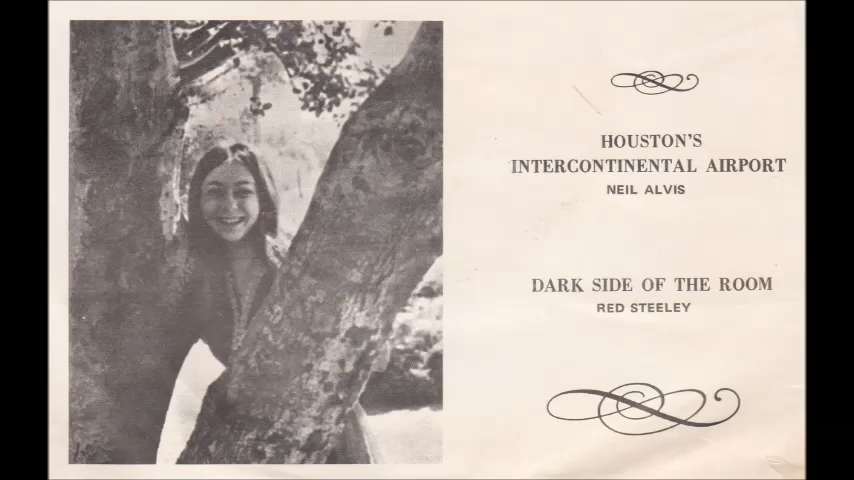 HOUSTON'S
INTERCONTINENTAL AIRPORT
NEIL ALVIS
DARK SIDE OF THE ROOM
RED STEELEY